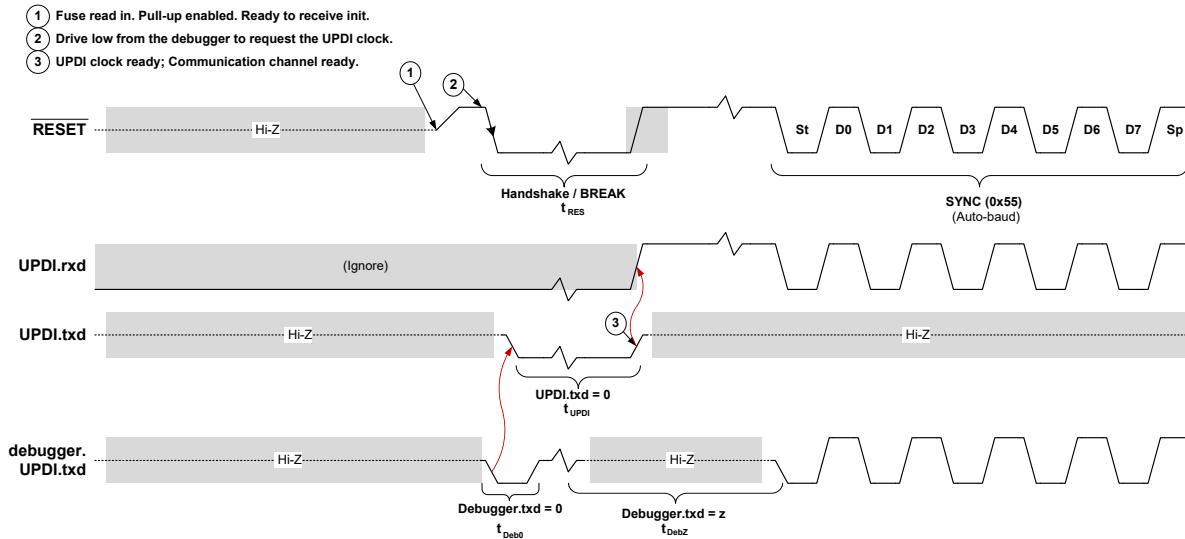 1 Fuse read in. Pull-up enabled. Ready to receive init.
2 Drive low from the debugger to request the UPDI clock.
3 UPDI clock ready; Communication channel ready.
1
2
RESET
Hi-Z
St D0 D1 D2 D3 D4 D5 D6 D7 Sp
Handshake / BREAK
tRES
SYNC (0x55)
(Auto-baud)
UPDI.rxd
(Ignore)
UPDI.txd
Hi-Z
3
Hi-Z
UPDI.txd = 0
tUPDI
debugger.
UPDI.txd
Hi-Z
Hi-Z
Debugger.txd = 0
tDeb0
Debugger.txd = z
tDebZ